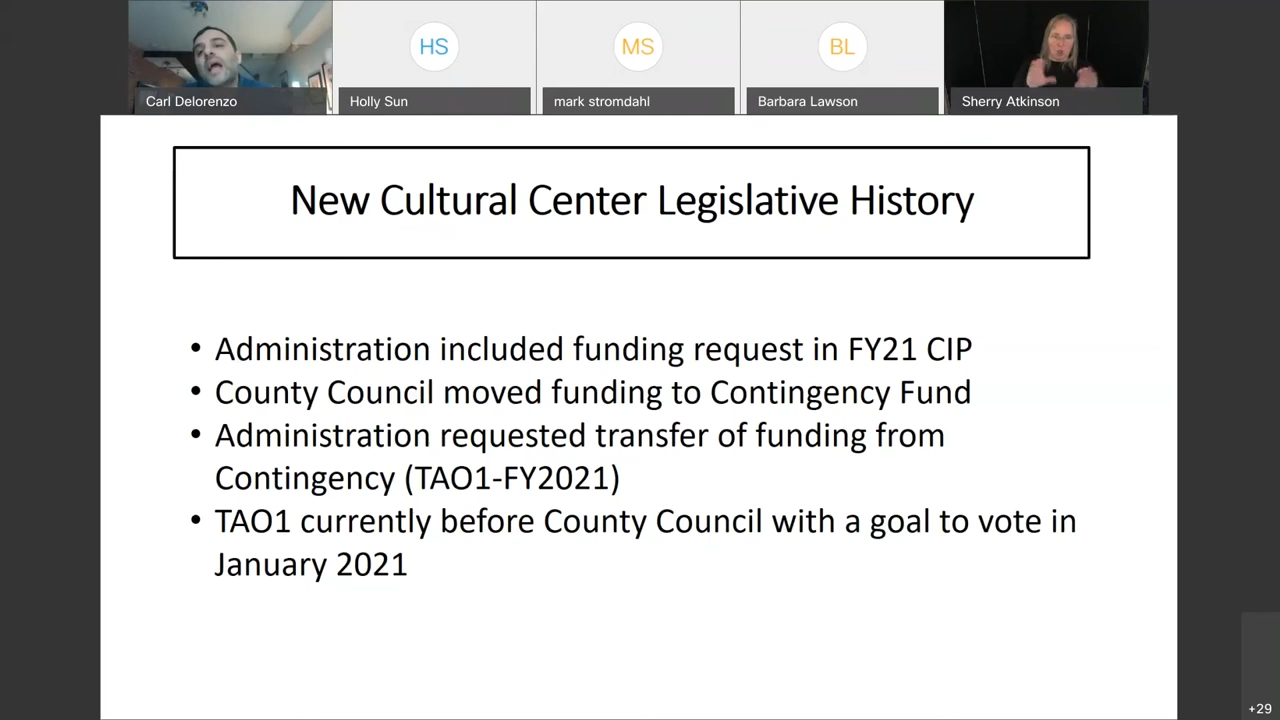 HS
MS
BL
Carl Delorenzo
Holly Sun
mark stromdahl
Barbara Lawson
Sherry Atkinson
New Cultural Center Legislative History
• Administration included funding request in FY21 CIP
• County Council moved funding to Contingency Fund
• Administration requested transfer of funding from
Contingency (TAO1-FY2021)
• TAO1 currently before County Council with a goal to vote in
January 2021
+29